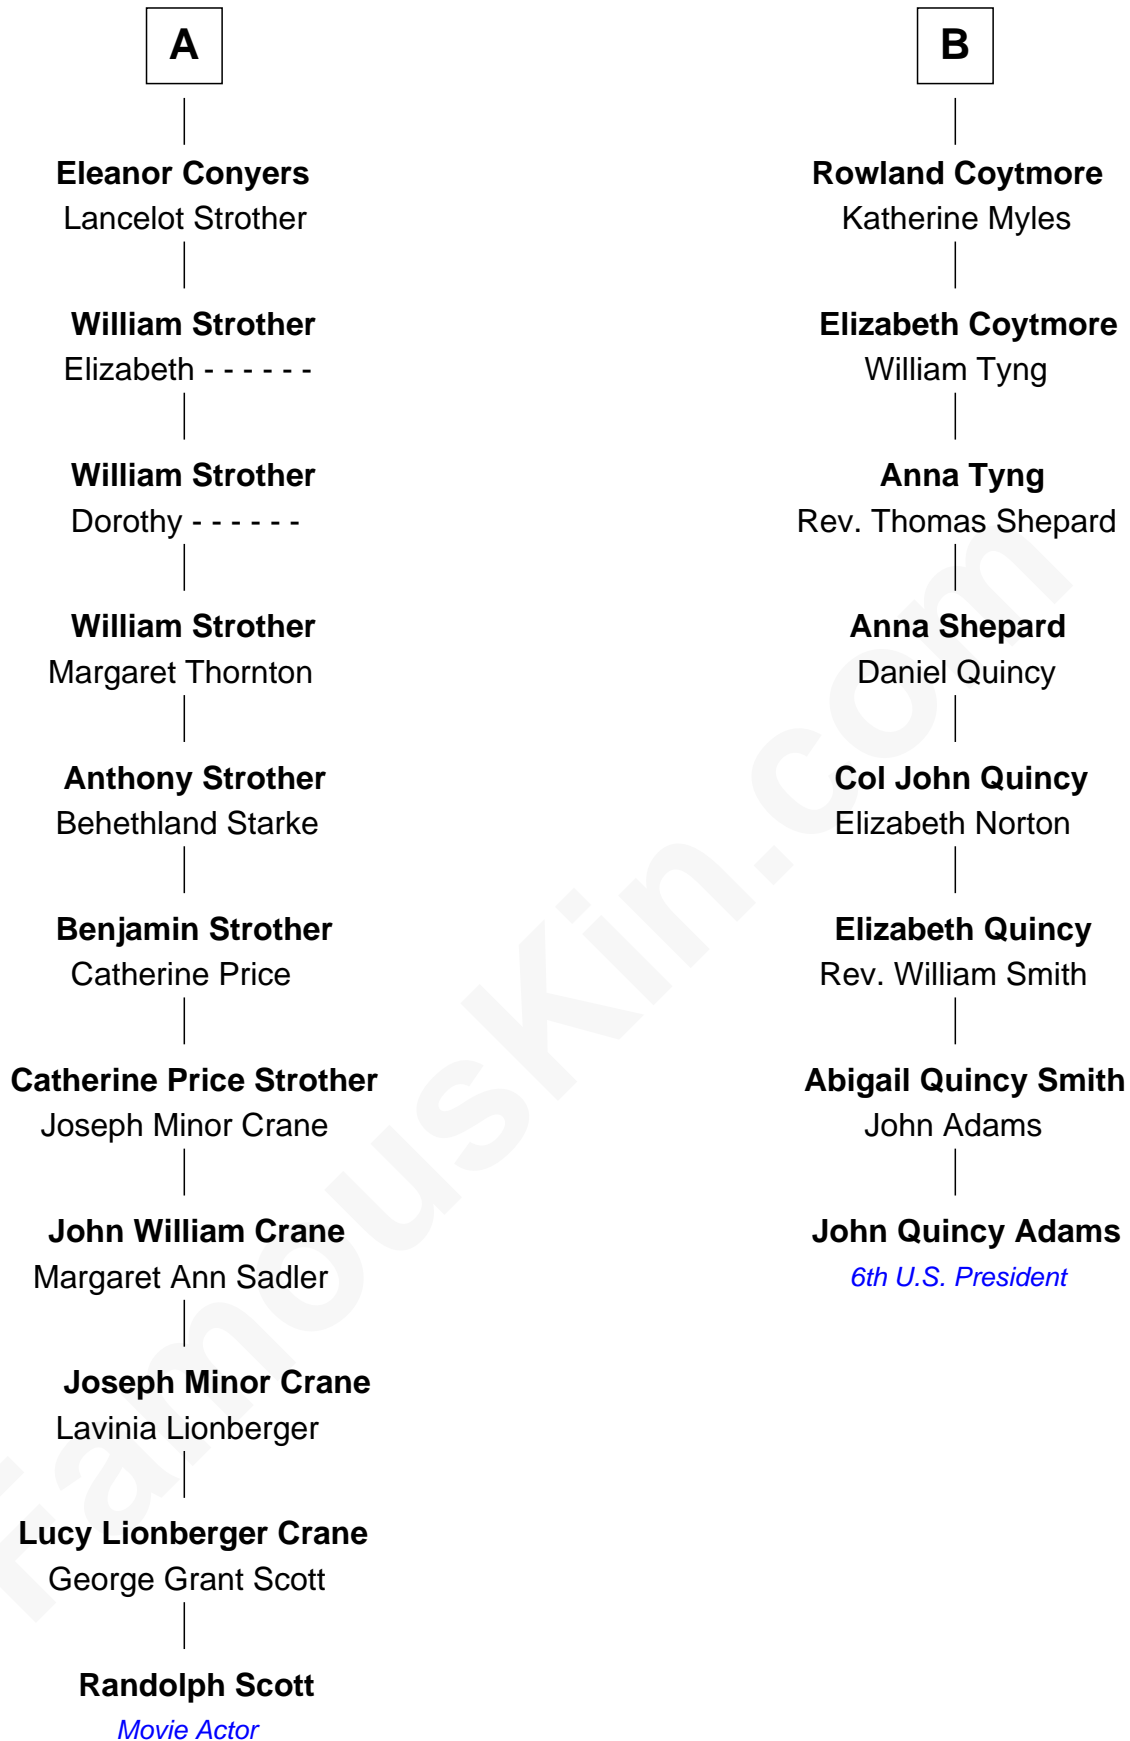 A
Eleanor Conyers
Lancelot Strother
William Strother
Elizabeth - - - - - -
William Strother
Dorothy - - - - - -
William Strother
Margaret Thornton
Anthony Strother
Behethland Starke
Benjamin Strother
Catherine Price
Catherine Price Strother
Joseph Minor Crane
John William Crane
Margaret Ann Sadler
Joseph Minor Crane
Lavinia Lionberger
Lucy Lionberger Crane
George Grant Scott
Randolph Scott
Movie Actor
B
Rowland Coytmore
Katherine Myles
Elizabeth Coytmore
William Tyng
Anna Tyng
Rev. Thomas Shepard
Anna Shepard
Daniel Quincy
Col John Quincy
Elizabeth Norton
Elizabeth Quincy
Rev. William Smith
Abigail Quincy Smith
John Adams
John Quincy Adams
6th U.S. President
FamousKin.com